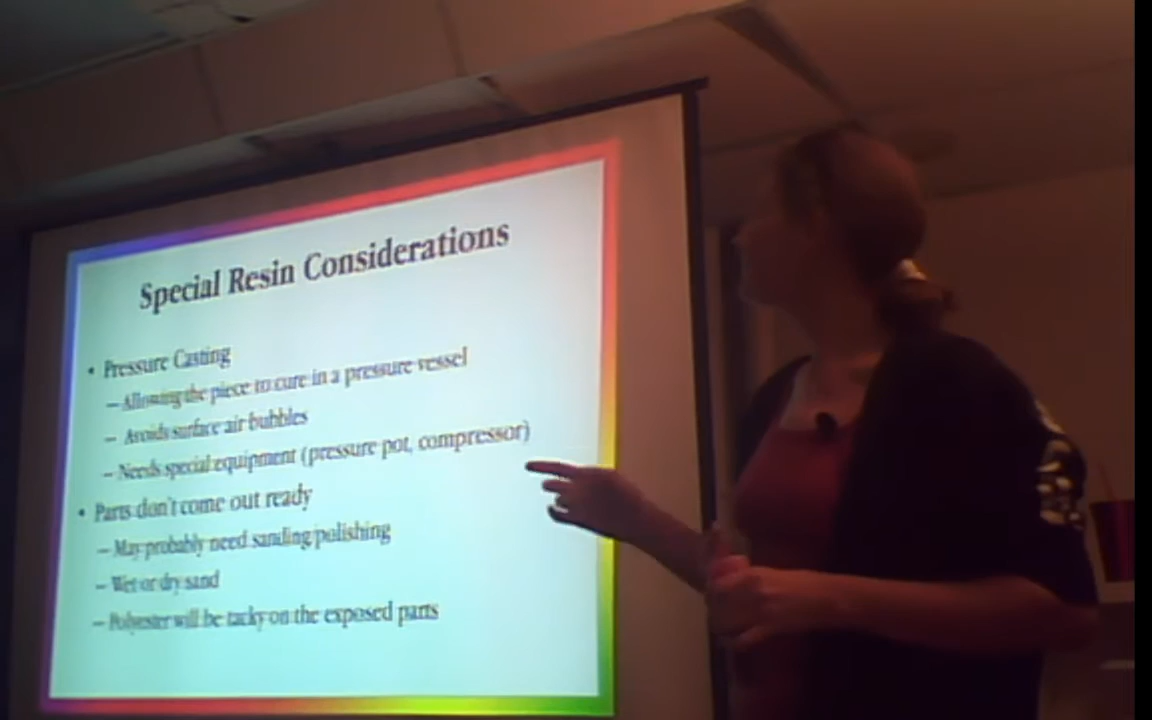 Special Resin Considerations
• Pressure Casting
– Allowing the piece to cure in a pressure vessel
– Avoids surface air bubbles
– Needs special equipment (pressure pot, compressor)
• Parts don't come out ready
– May probably need sanding/polishing
– Wet or dry sand
– Polyester will be tacky on the exposed parts